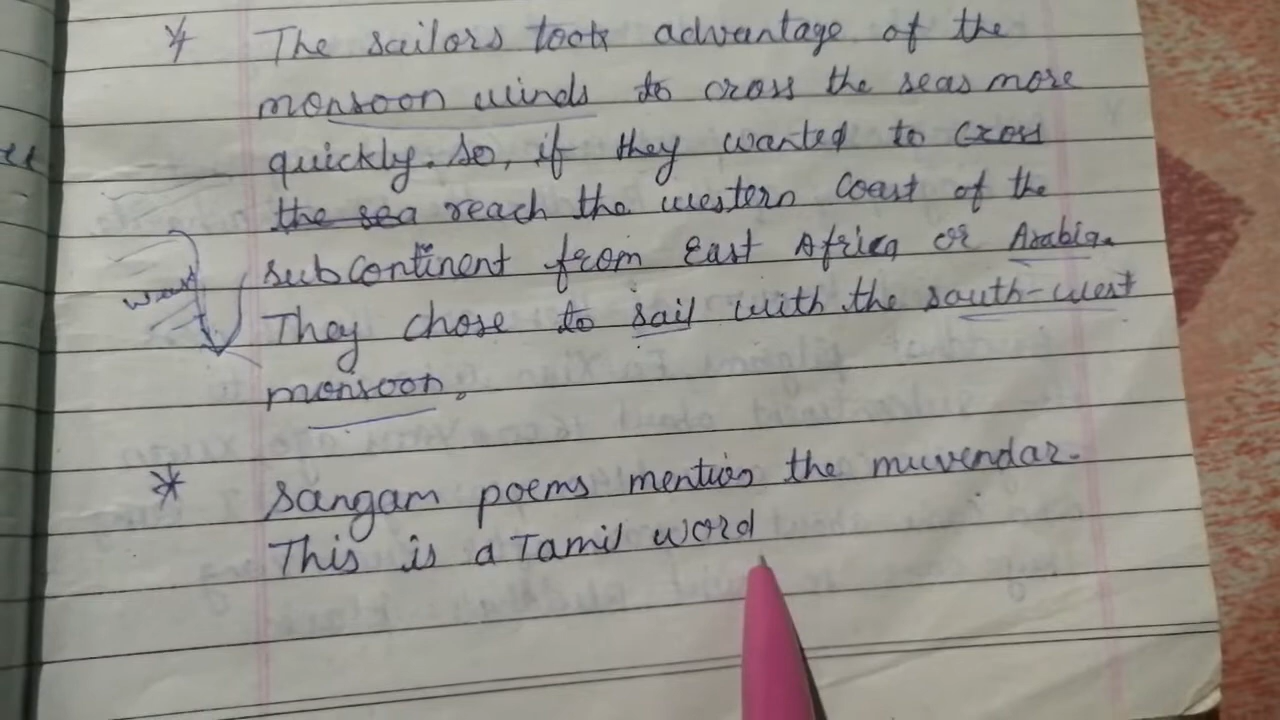 * The sailors took advantage of the
monsoon winds to cross the seas more
quickly. So, if they wanted to cross
the sea reach the western coast of the
subcontinent from East Africa or Arabia.
They chose to sail with the south-west
monsoon.
* Sangam poems mention the muvendar.
This is a Tamil word